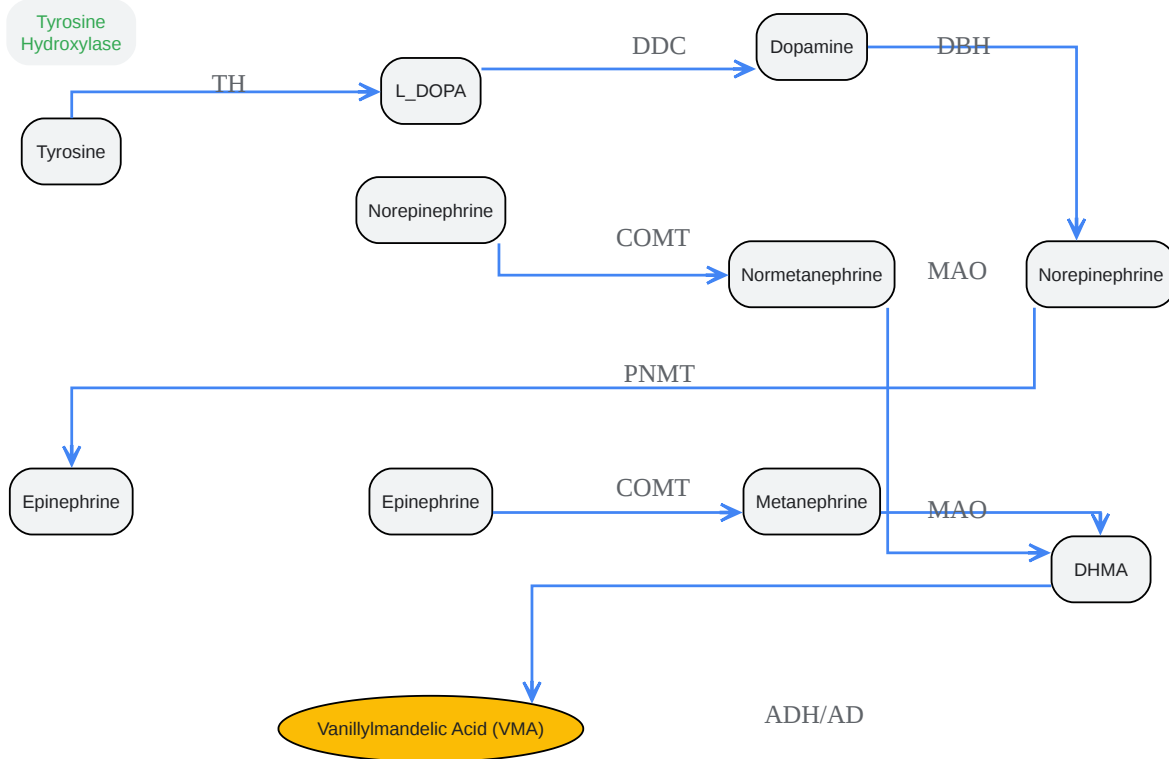 Tyrosine
Hydroxylase
DDC
Dopamine
DBH
TH
L_DOPA
Tyrosine
Norepinephrine
COMT
Normetanephrine
MAO
Norepinephrine
PNMT
Epinephrine
Epinephrine
COMT
Metanephrine
MAO
DHMA
Vanillylmandelic Acid (VMA)
ADH/AD